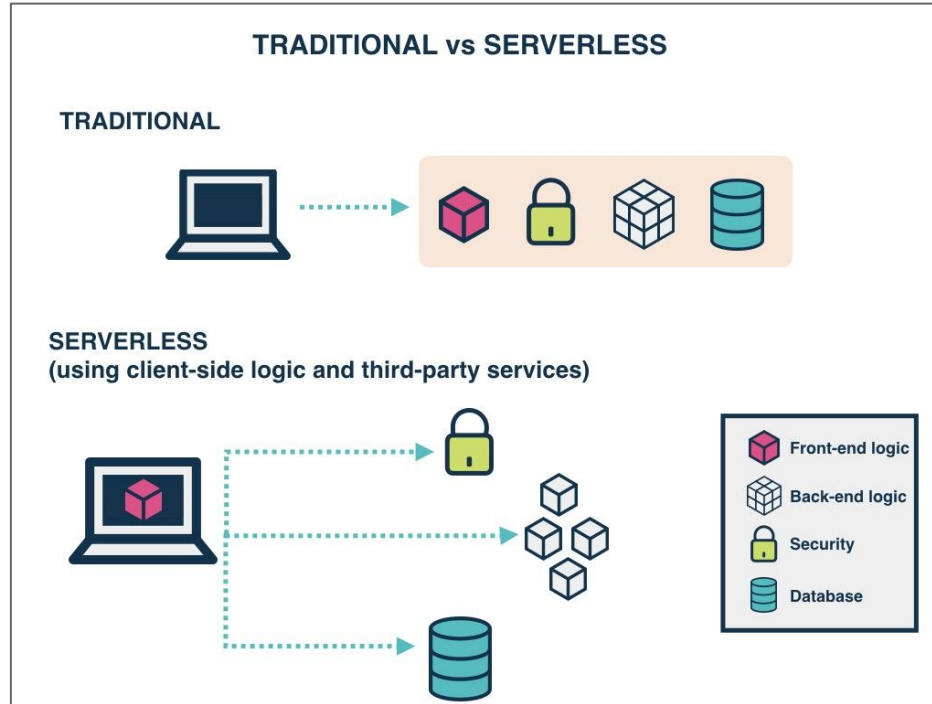 TRADITIONAL vs SERVERLESS
TRADITIONAL
SERVERLESS
(using client-side logic and third-party services)
Front-end logic
Back-end logic
Security
Database